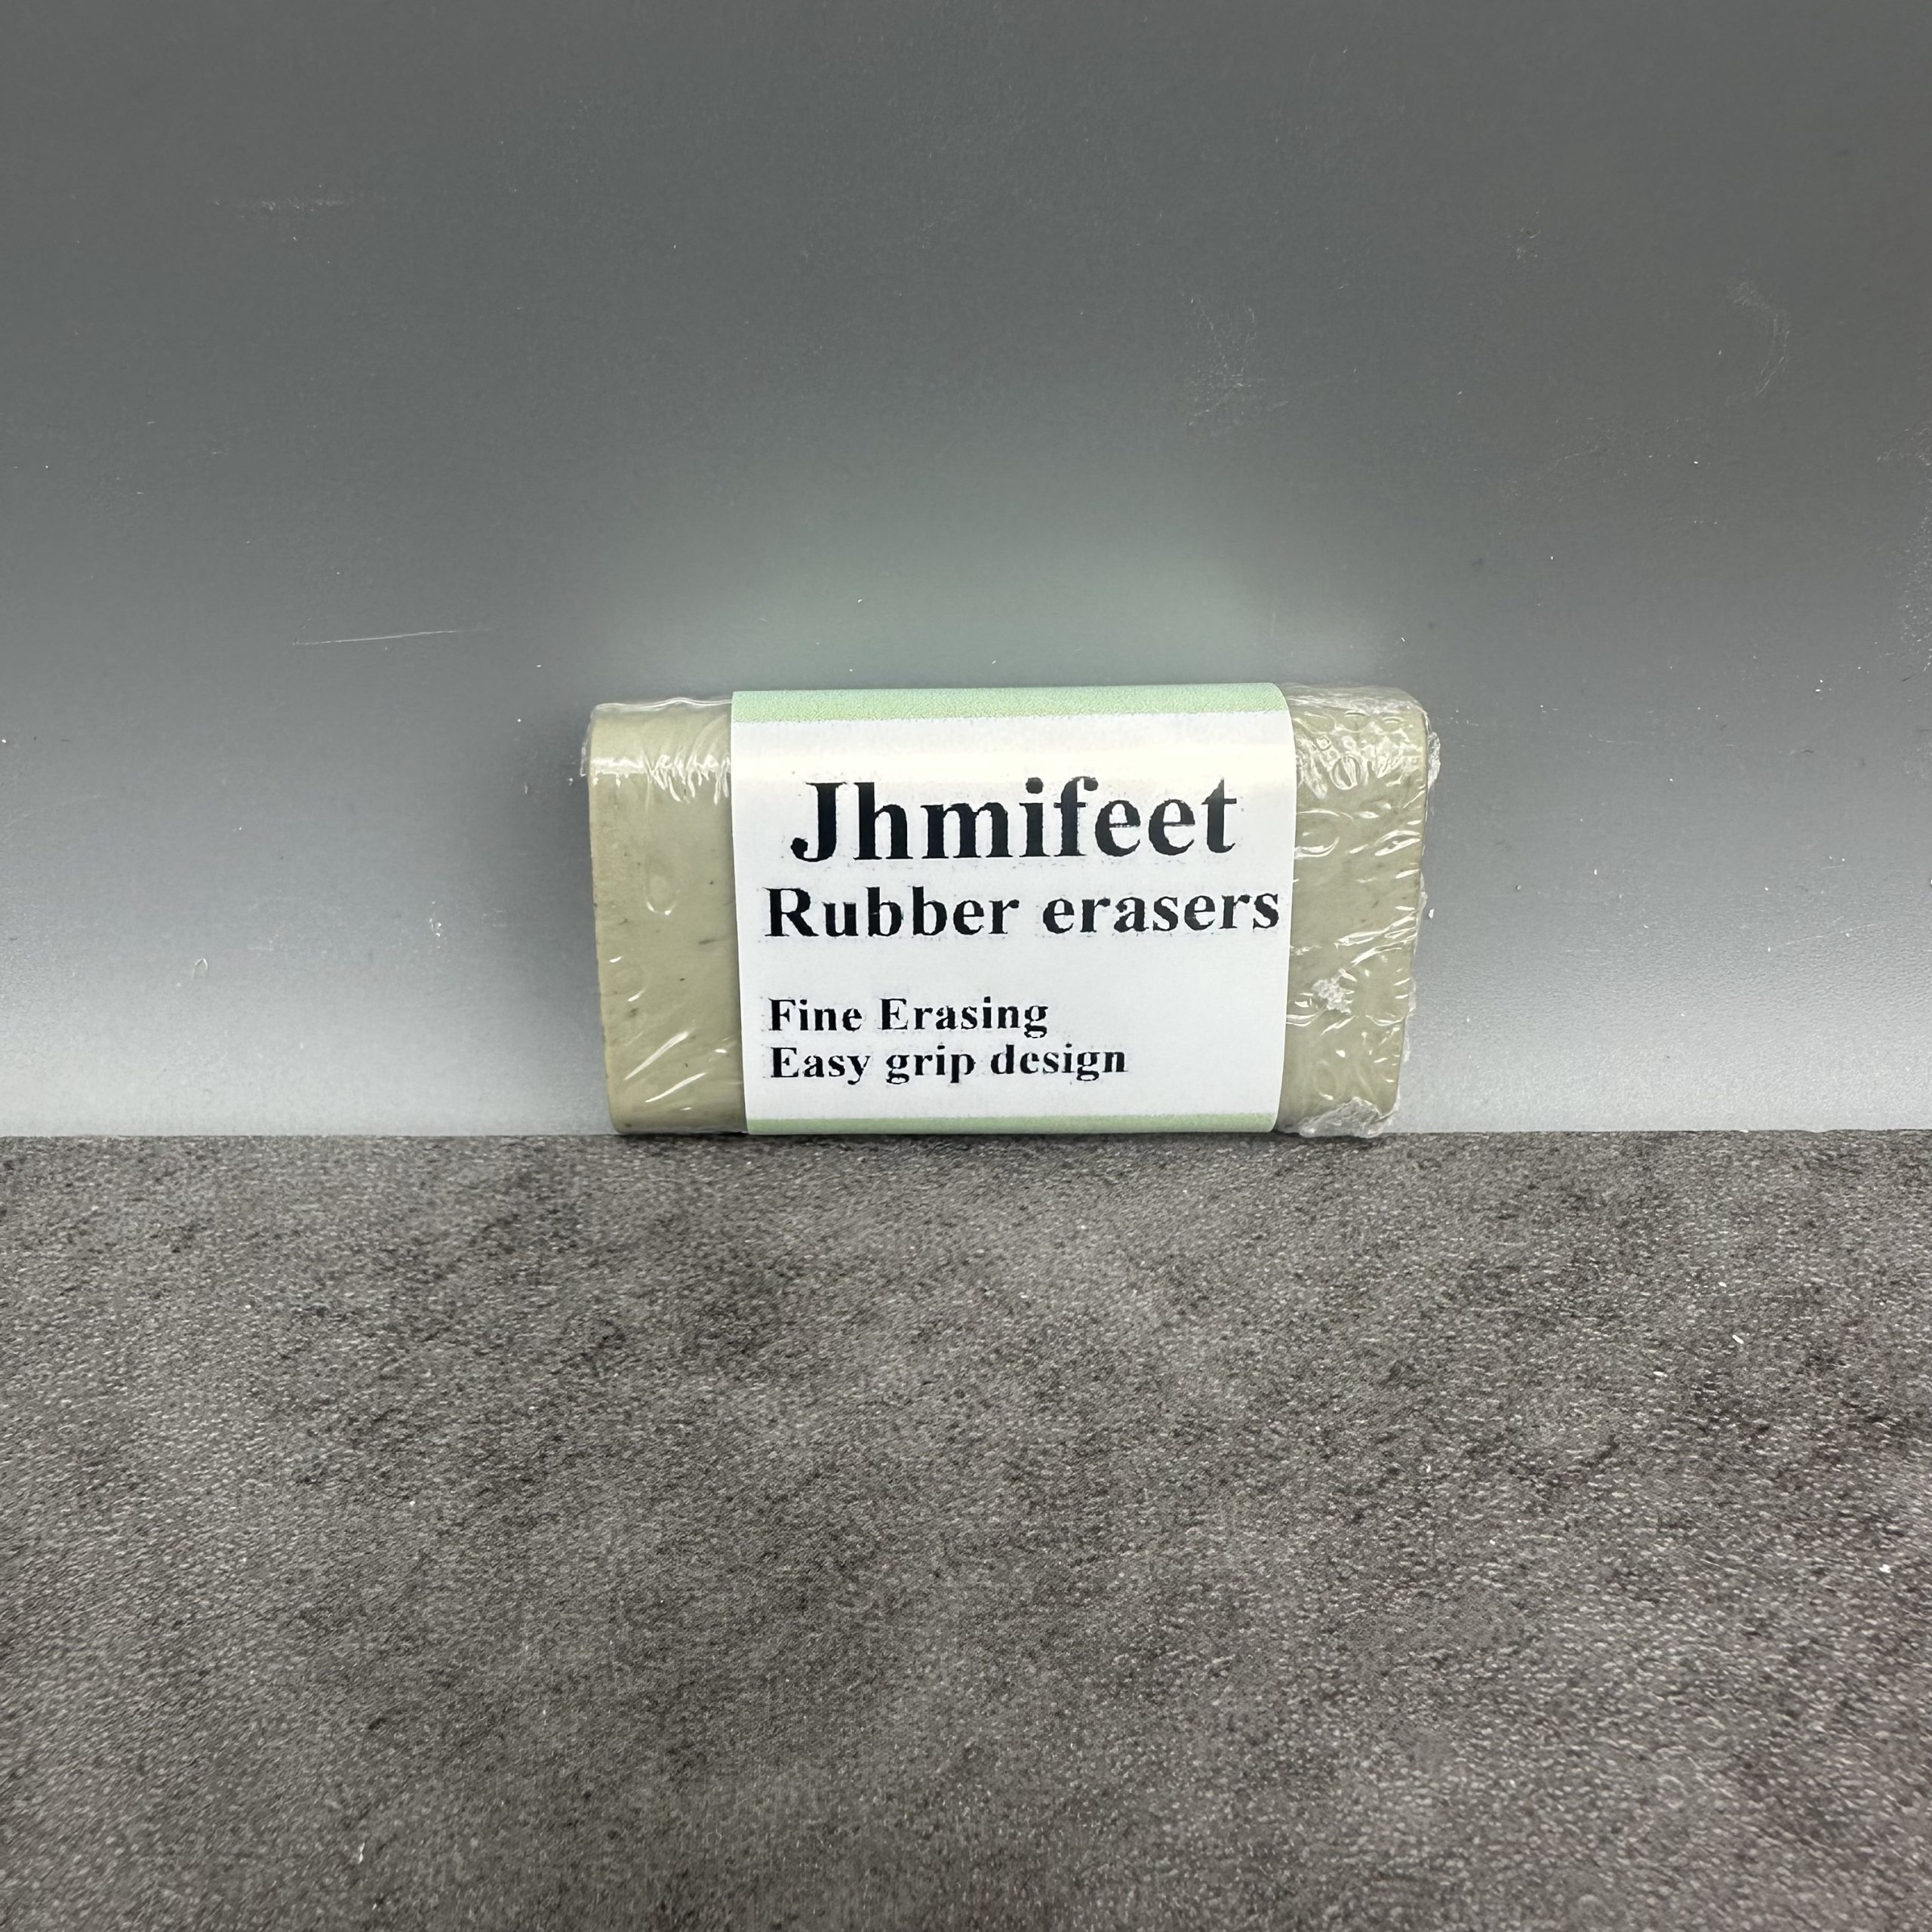 Jhmifeet
Rubber erasers
Fine Erasing
Easy grip design